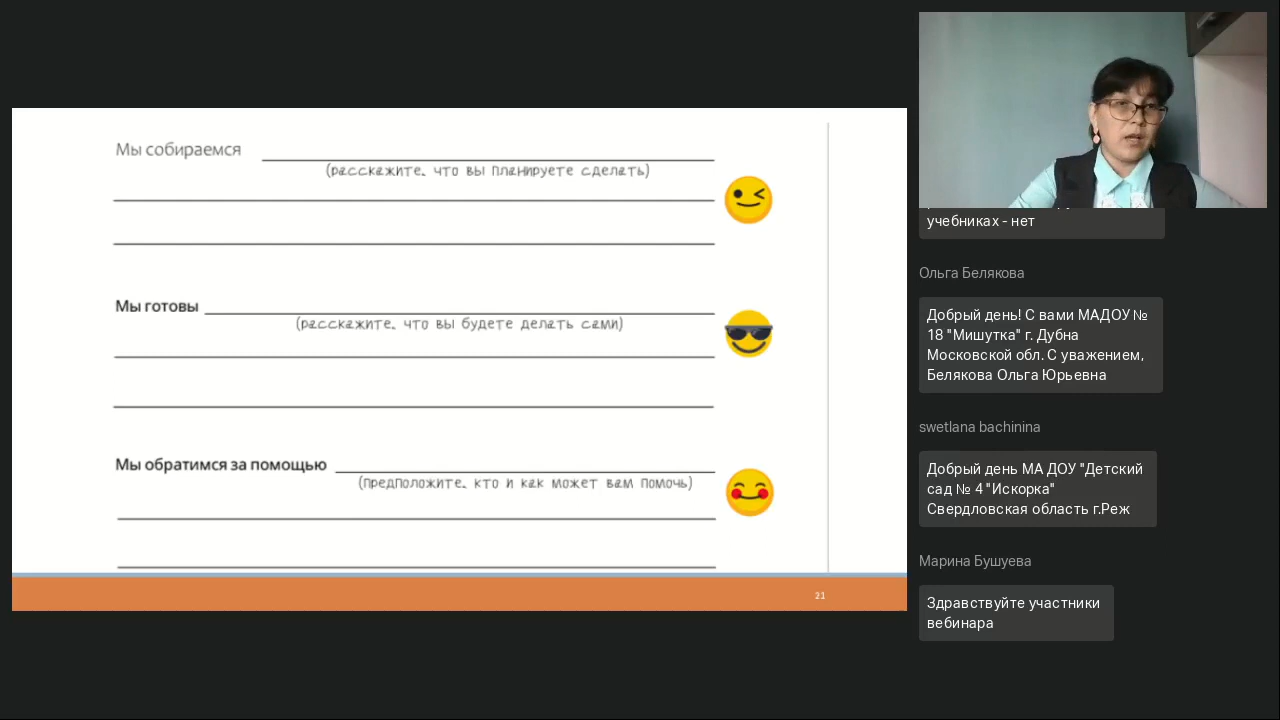 Мы собираемся
(расскажите, что вы планируете сделать)
Мы готовы
(расскажите, что вы будете делать сами)
Мы обратимся за помощью
(предположите, кто и как может вам помочь)
21
учебниках - нет
Ольга Белякова
Добрый день! С вами МАДОУ №
18 "Мишутка" г. Дубна
Московской обл. С уважением,
Белякова Ольга Юрьевна
swetlana bachinina
Добрый день МА ДОУ "Детский
сад № 4 "Искорка"
Свердловская область г.Реж
Марина Бушуева
Здравствуйте участники
вебинара